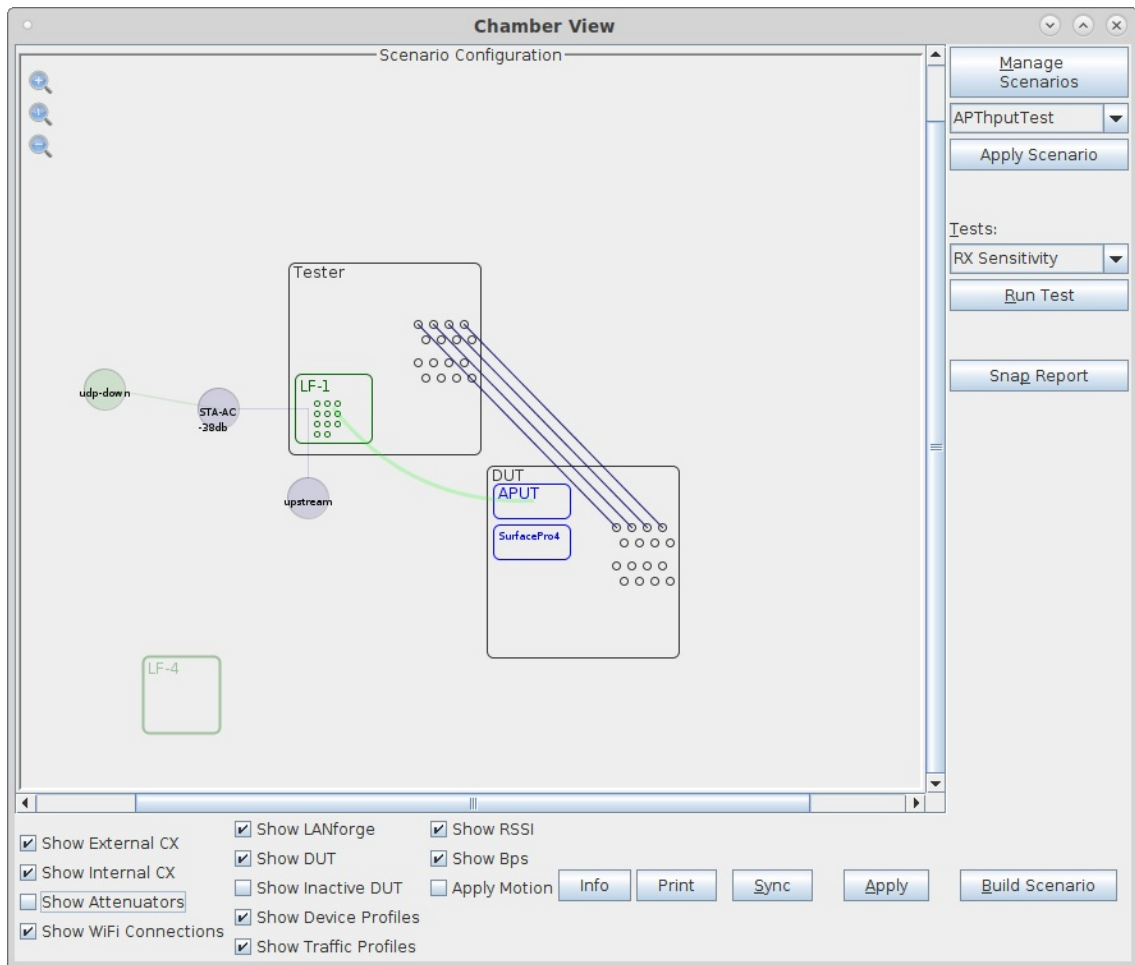 Chamber View
Scenario Configuration
Manage
Scenarios
APThputTest
Apply Scenario
Tests:
RX Sensitivity
Run Test
Snap Report
Tester
LF-1
udp-down
STA-AC
-38db
upstream
DUT
APUT
SurfacePro4
LF-4
Show External CX
Show Internal CX
Show Attenuators
Show WiFi Connections
Show LANforge
Show DUT
Show Inactive DUT
Show Device Profiles
Show Traffic Profiles
Show RSSI
Show Bps
Apply Motion
Info
Print
Sync
Apply
Build Scenario